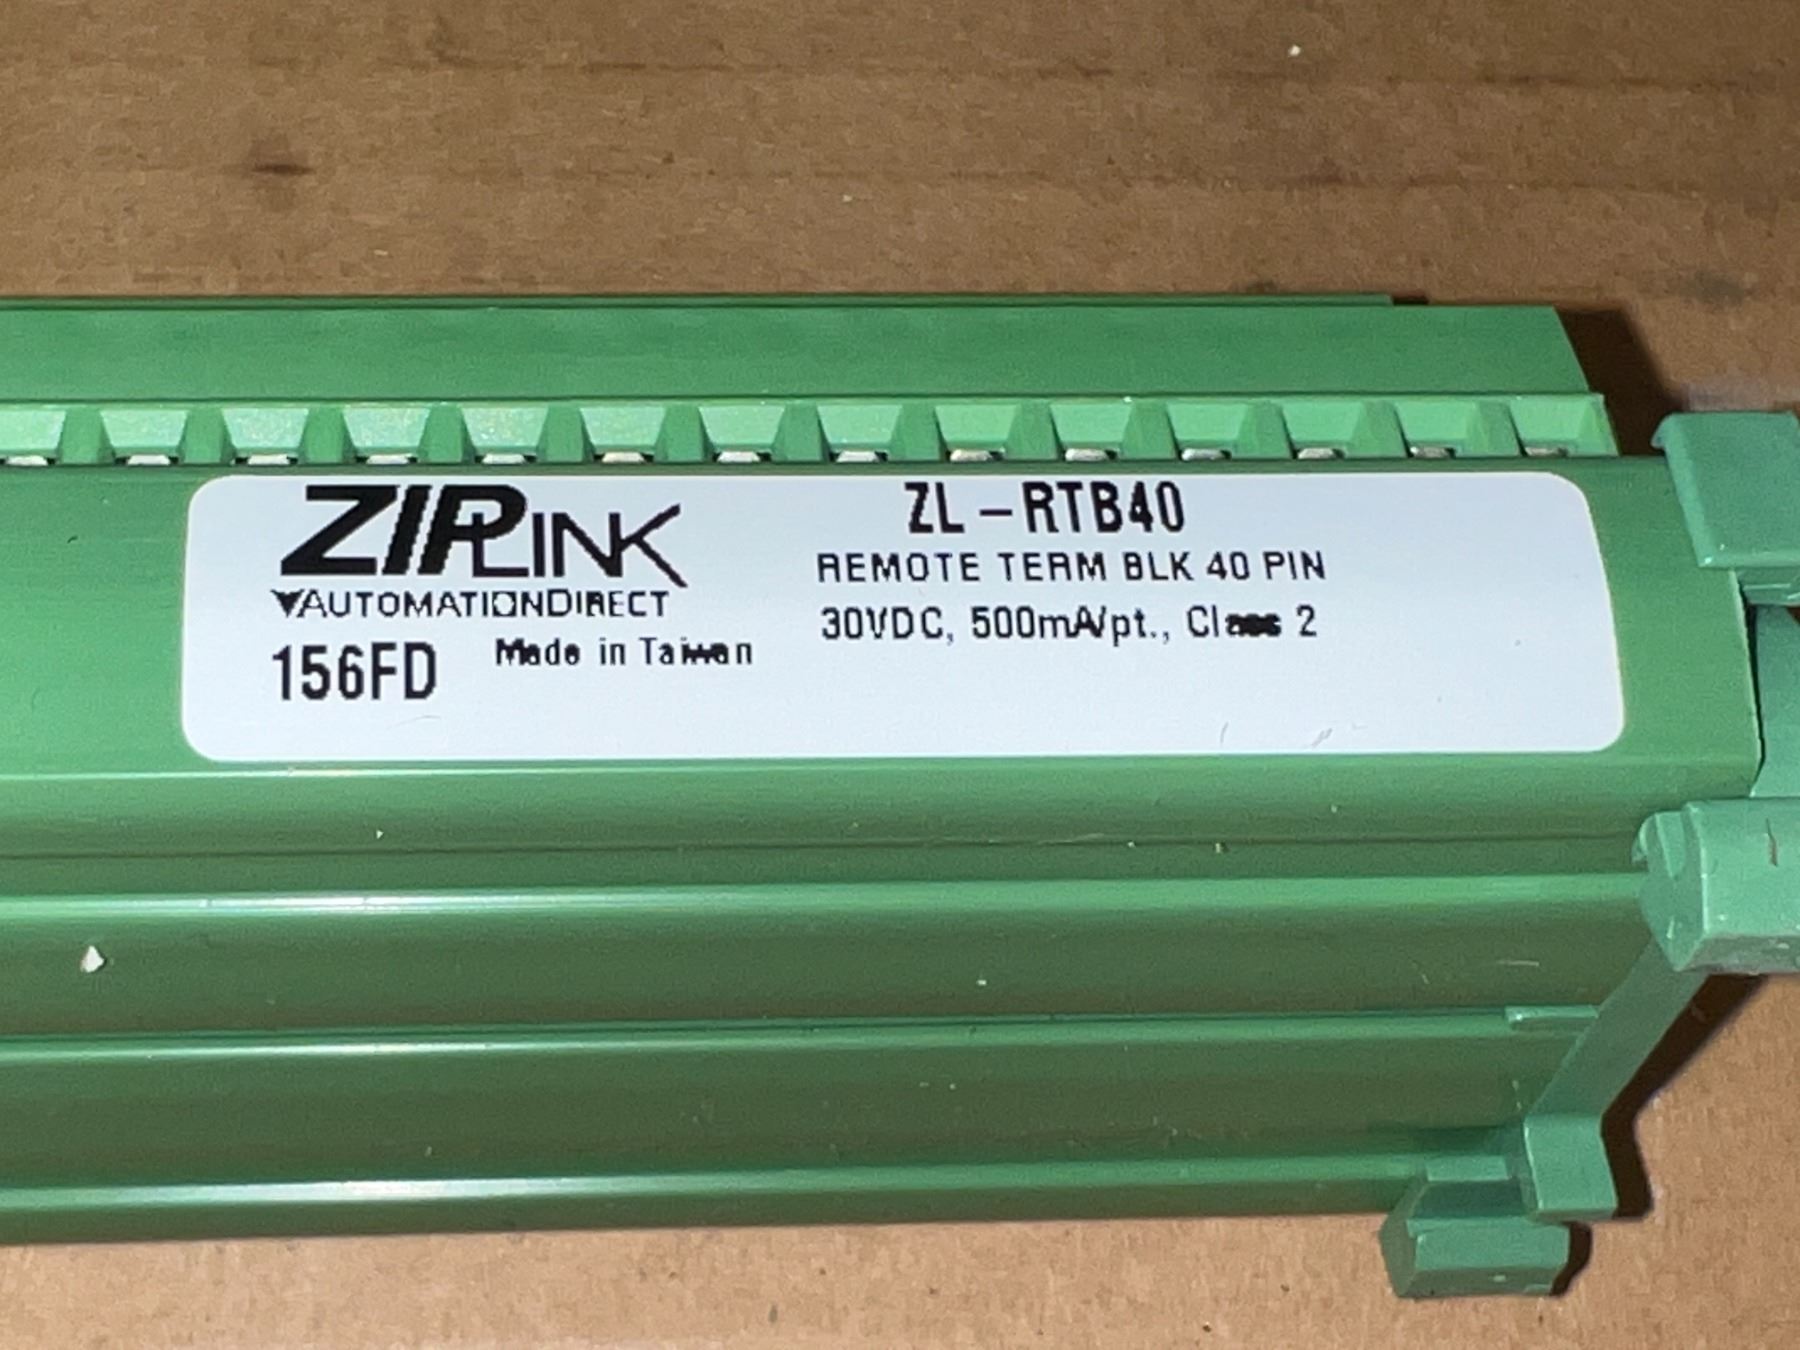 ZIPLINK
AUTOMATIONDIRECT
156FD Made in Taiwan
ZL-RTB40
REMOTE TERM BLK 40 PIN
30VDC, 500mA/pt., Class 2